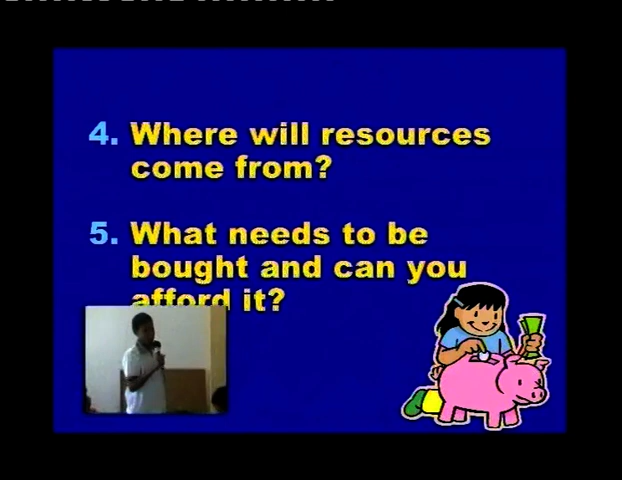 4. Where will resources
come from?
5. What needs to be
bought and can you
afford it?